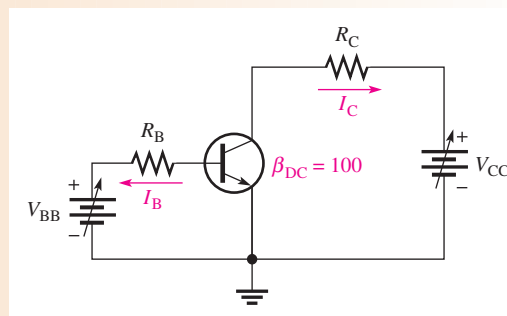 R_C
I_C
R_B
β_DC = 100
I_B
+
V_BB
−
+
V_CC
−